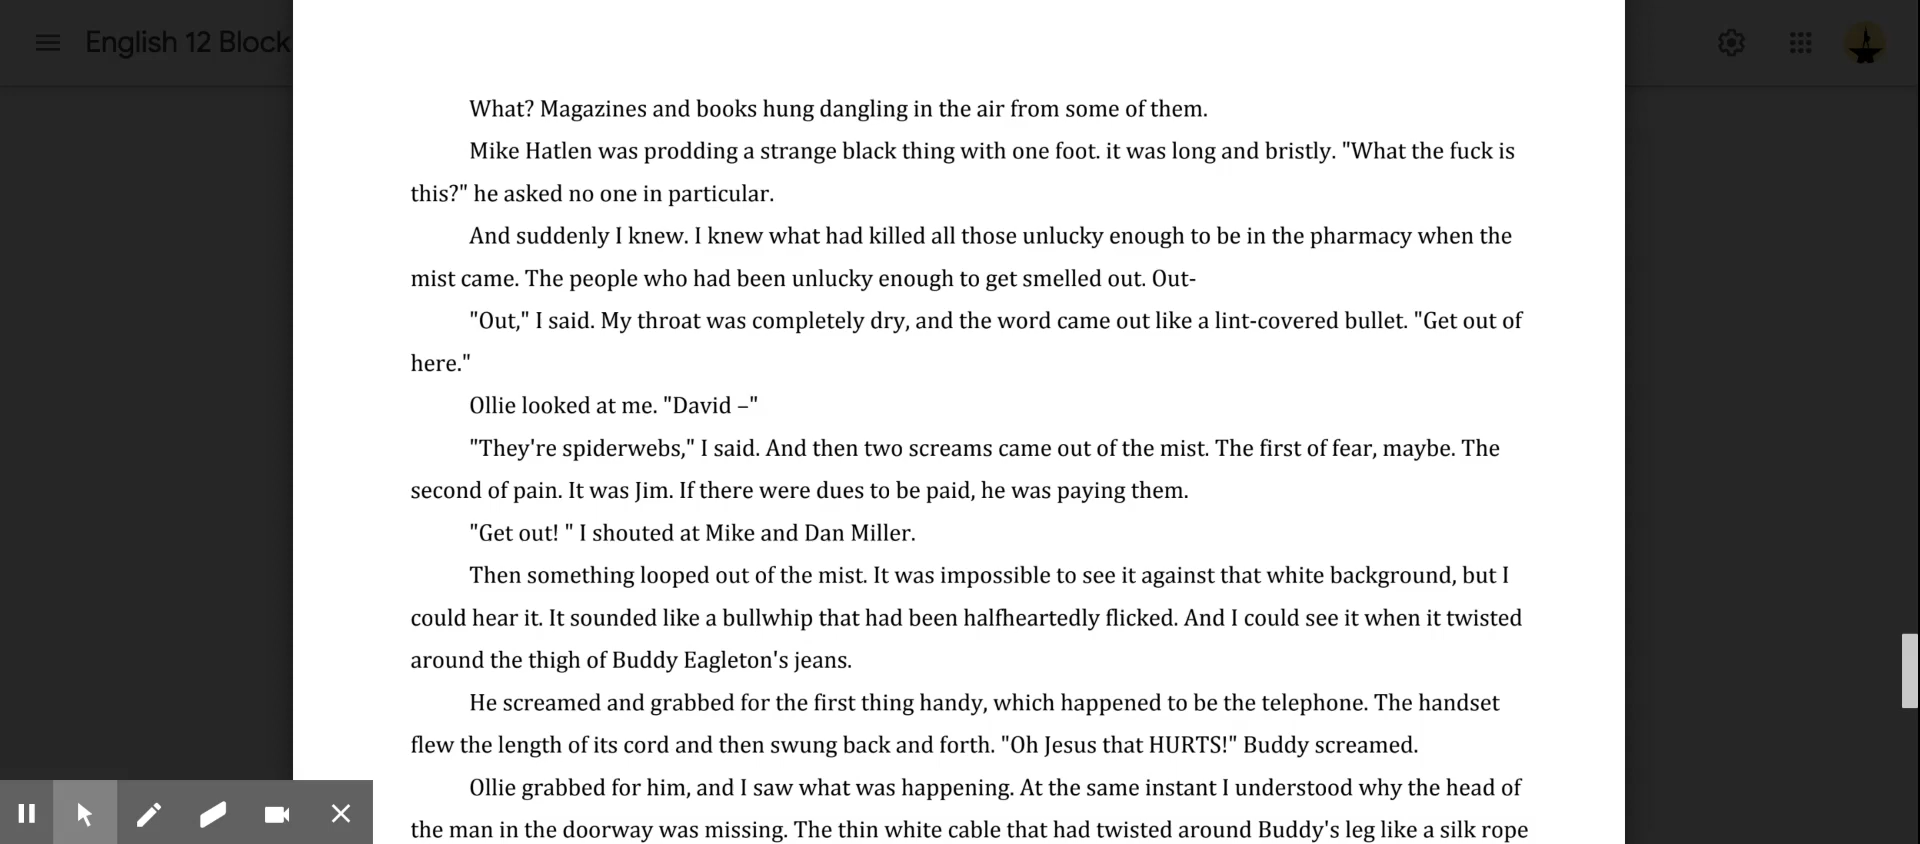 English 12 Block
What? Magazines and books hung dangling in the air from some of them.
Mike Hatlen was prodding a strange black thing with one foot. it was long and bristly. "What the fuck is
this?" he asked no one in particular.
And suddenly I knew. I knew what had killed all those unlucky enough to be in the pharmacy when the
mist came. The people who had been unlucky enough to get smelled out. Out-
"Out," I said. My throat was completely dry, and the word came out like a lint-covered bullet. "Get out of
here."
Ollie looked at me. "David –"
"They're spiderwebs," I said. And then two screams came out of the mist. The first of fear, maybe. The
second of pain. It was Jim. If there were dues to be paid, he was paying them.
"Get out! " I shouted at Mike and Dan Miller.
Then something looped out of the mist. It was impossible to see it against that white background, but I
could hear it. It sounded like a bullwhip that had been halfheartedly flicked. And I could see it when it twisted
around the thigh of Buddy Eagleton's jeans.
He screamed and grabbed for the first thing handy, which happened to be the telephone. The handset
flew the length of its cord and then swung back and forth. "Oh Jesus that HURTS!" Buddy screamed.
Ollie grabbed for him, and I saw what was happening. At the same instant I understood why the head of
the man in the doorway was missing. The thin white cable that had twisted around Buddy's leg like a silk rope